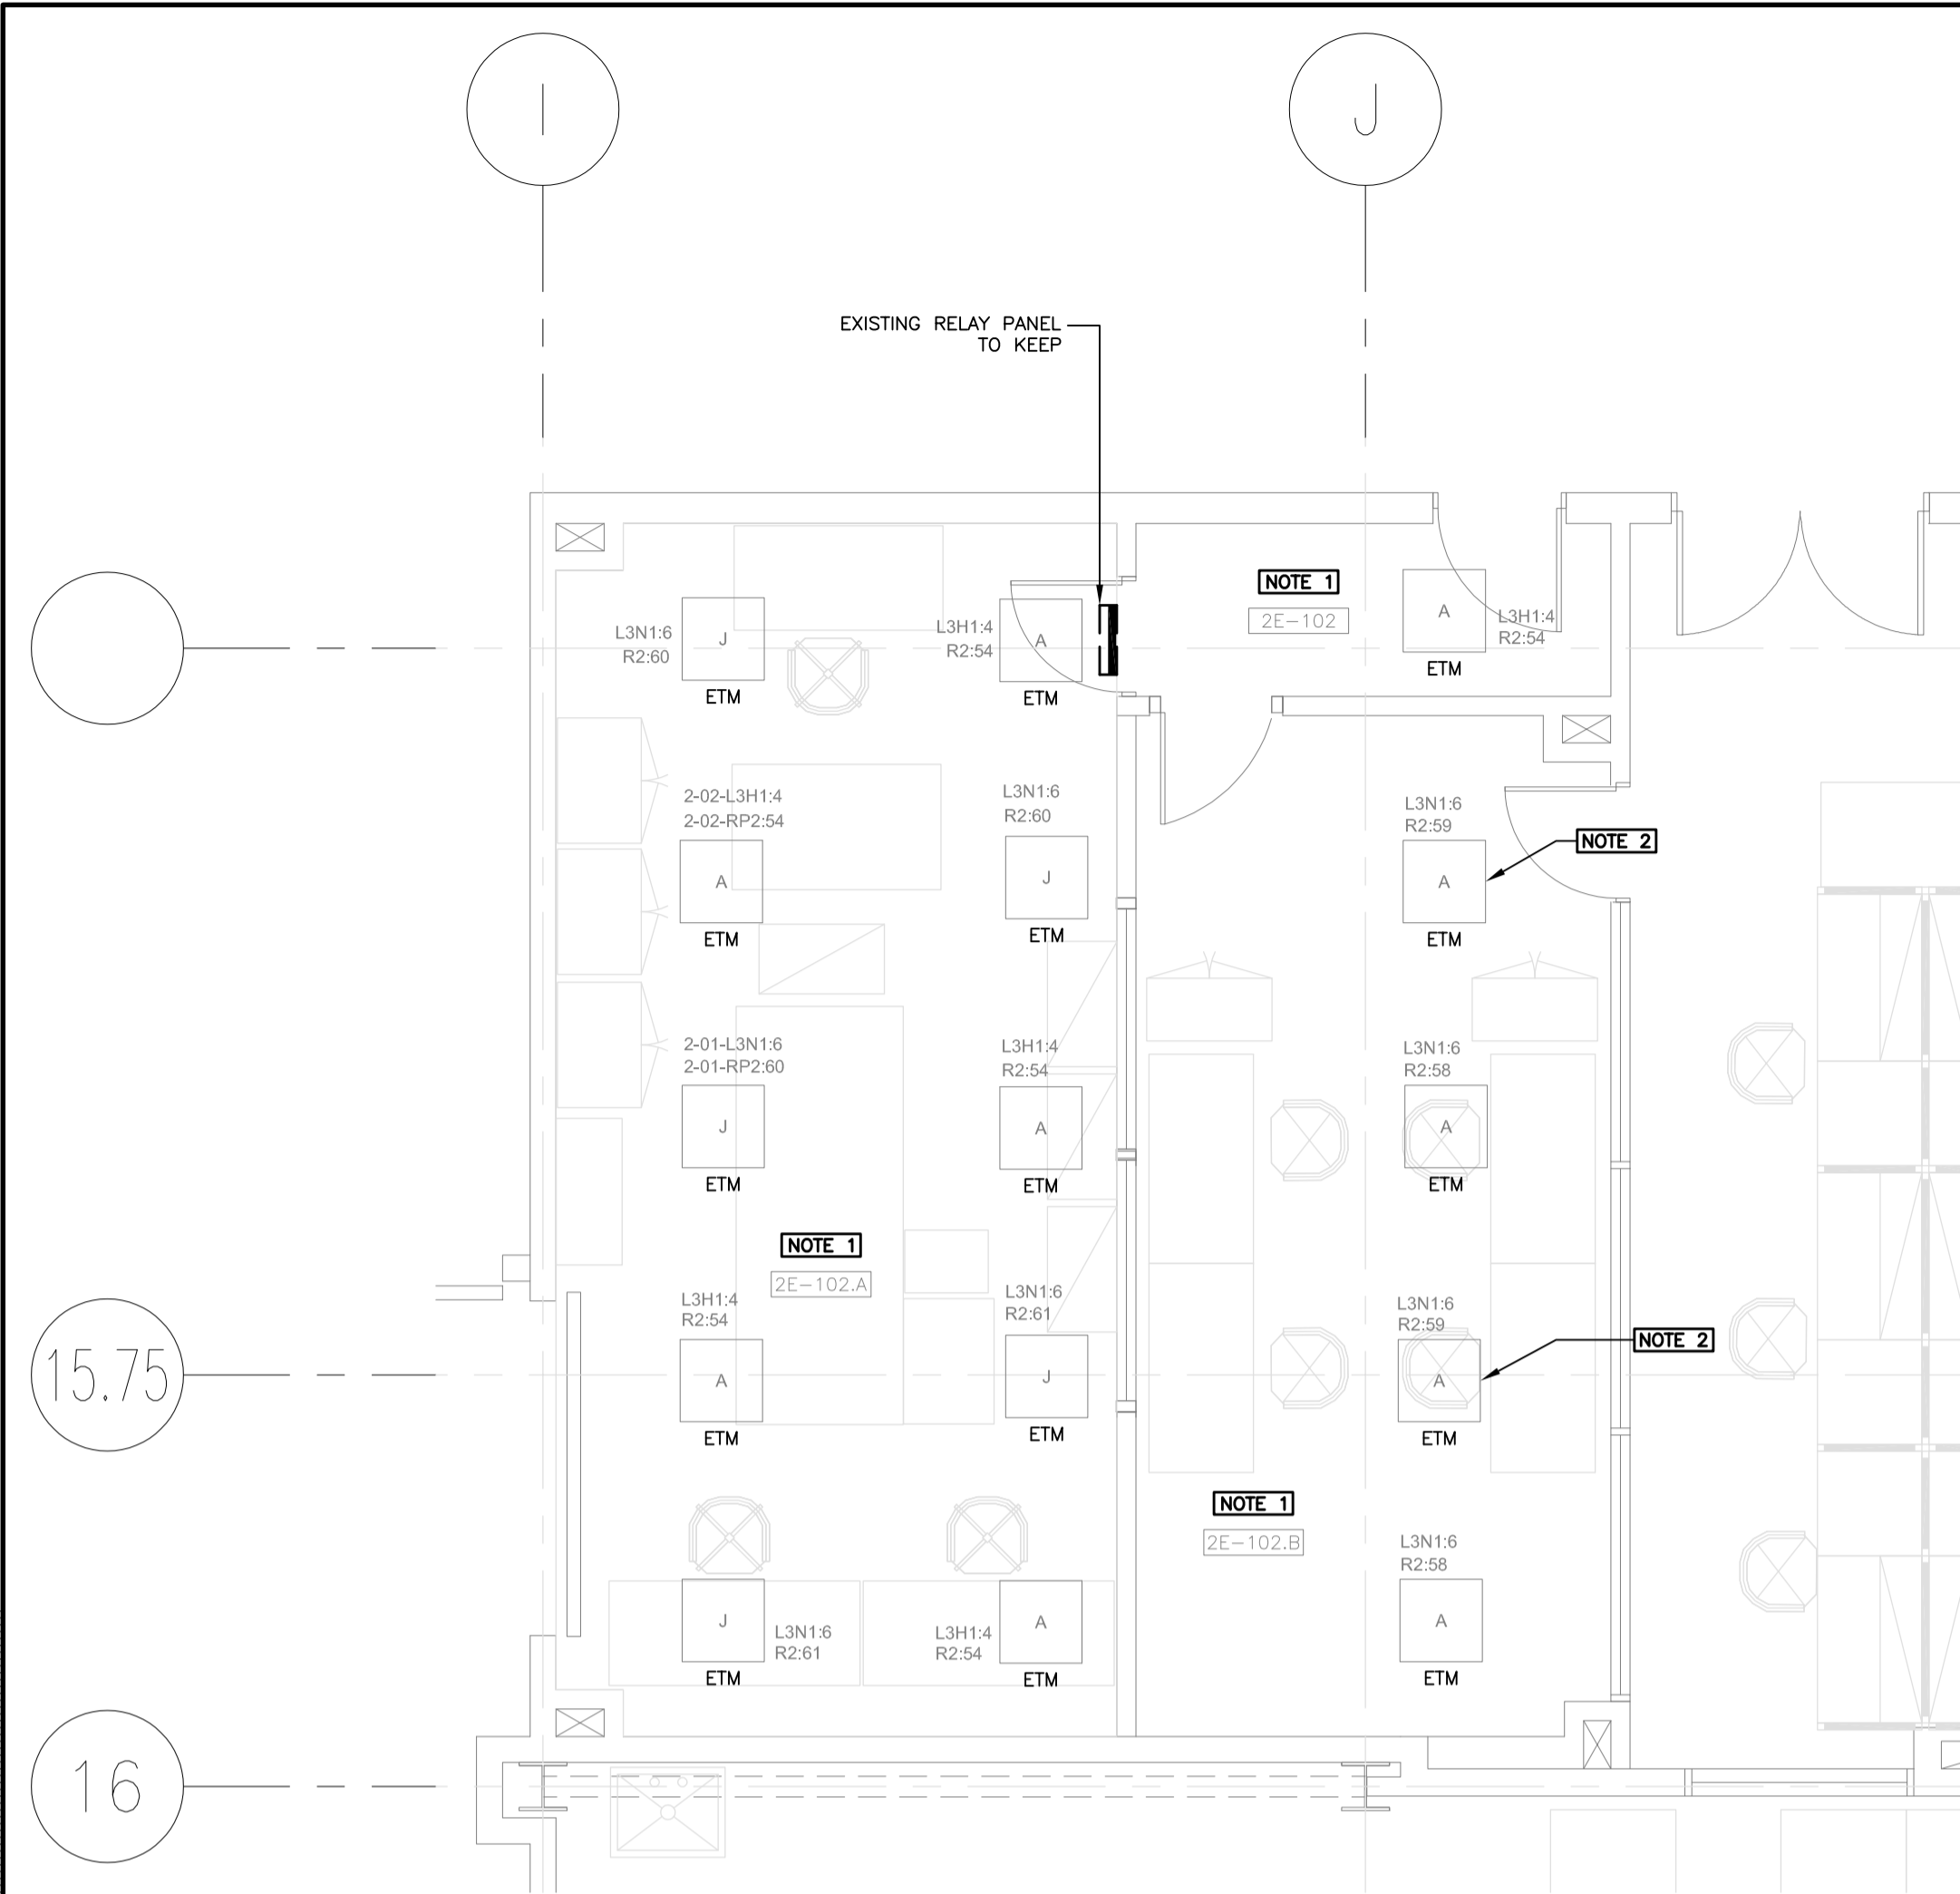 I
J
EXISTING RELAY PANEL
TO KEEP
NOTE 1
2E-102
A
L3H1:4
R2:54
ETM
L3N1:6
R2:60
J
ETM
L3H1:4
R2:54
A
ETM
2-02-L3H1:4
2-02-RP2:54
A
ETM
L3N1:6
R2:60
J
ETM
L3N1:6
R2:59
A
ETM
NOTE 2
2-01-L3N1:6
2-01-RP2:60
J
ETM
L3H1:4
R2:54
A
ETM
L3N1:6
R2:58
A
ETM
NOTE 1
2E-102.A
L3H1:4
R2:54
A
ETM
L3N1:6
R2:61
J
ETM
L3N1:6
R2:59
A
ETM
NOTE 2
15.75
NOTE 1
2E-102.B
J
L3N1:6
R2:61
ETM
L3H1:4
R2:54
A
ETM
L3N1:6
R2:58
A
ETM
16